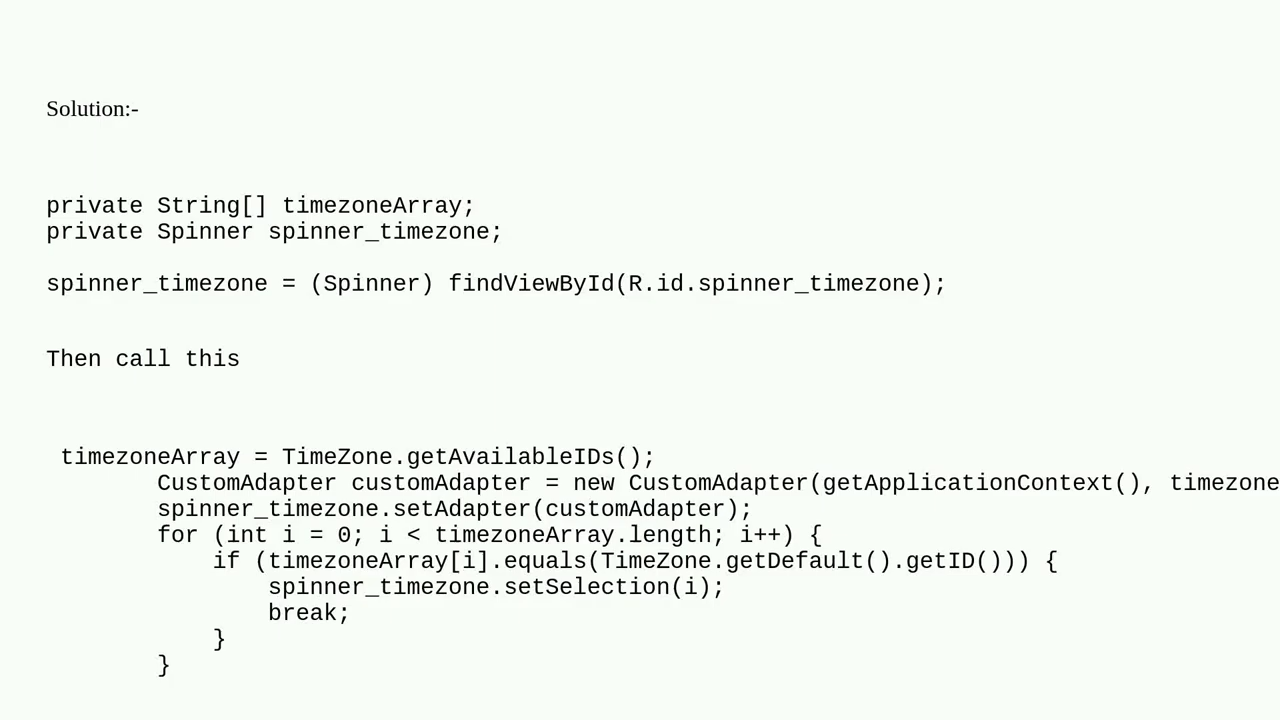 Solution:-
private String[] timezoneArray;
private Spinner spinner_timezone;
spinner_timezone = (Spinner) findViewById(R.id.spinner_timezone);
Then call this
timezoneArray = TimeZone.getAvailableIDs();
CustomAdapter customAdapter = new CustomAdapter(getApplicationContext(), timezone
spinner_timezone.setAdapter(customAdapter);
for (int i = 0; i < timezoneArray.length; i++) {
if (timezoneArray[i].equals(TimeZone.getDefault().getID())) {
spinner_timezone.setSelection(i);
break;
}
}